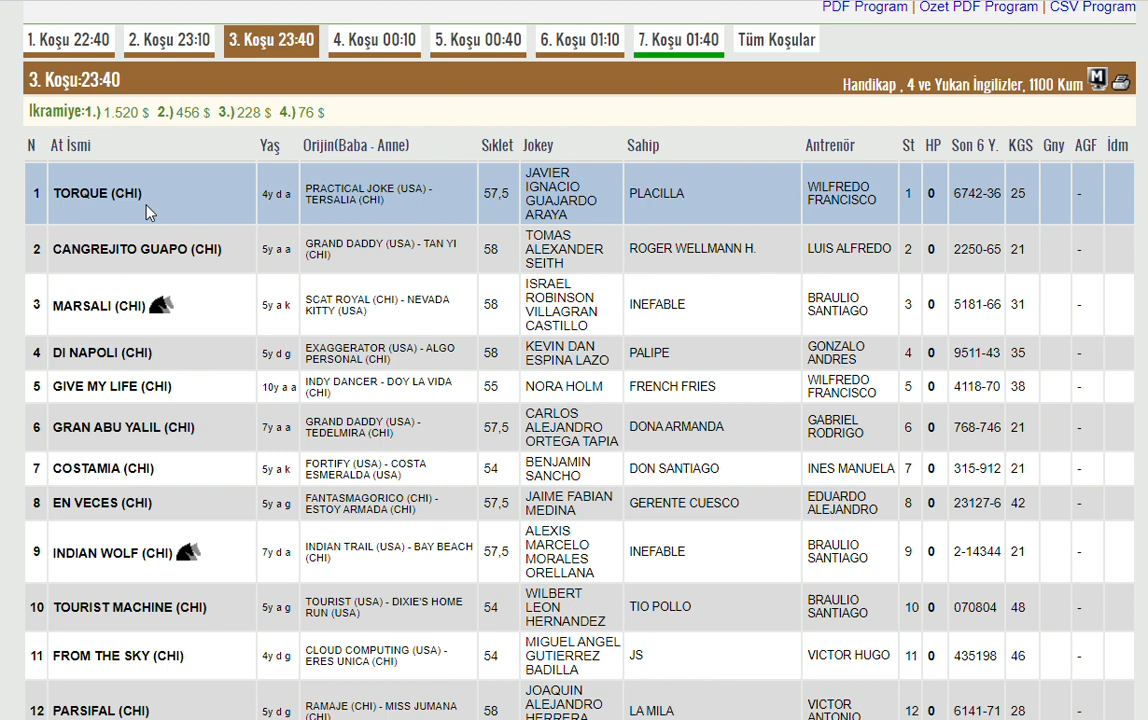 PDF Program | Özet PDF Program | CSV Program
1. Koşu 22:40 2. Koşu 23:10 3. Koşu 23:40 4. Koşu 00:10 5. Koşu 00:40 6. Koşu 01:10 7. Koşu 01:40 Tüm Koşular
3. Koşu:23:40 Handikap , 4 ve Yukarı İngilizler, 1100 Kum M
İkramiye:1.) 1.520 $ 2.) 456 $ 3.) 228 $ 4.) 76 $
N At İsmi Yaş Orijin(Baba - Anne) Sıklet Jokey Sahip Antrenör St HP Son 6 Y. KGS Gny AGF İdm
1 TORQUE (CHI) 4y d a PRACTICAL JOKE (USA) - TERSALIA (CHI) 57,5 JAVIER IGNACIO GUAJARDO ARAYA PLACILLA WILFREDO FRANCISCO 1 0 6742-36 25 -
2 CANGREJITO GUAPO (CHI) 5y a a GRAND DADDY (USA) - TAN YI (CHI) 58 TOMAS ALEXANDER SEITH ROGER WELLMANN H. LUIS ALFREDO 2 0 2250-65 21 -
3 MARSALI (CHI) 5y a k SCAT ROYAL (CHI) - NEVADA KITTY (USA) 58 ISRAEL ROBINSON VILLAGRAN CASTILLO INEFABLE BRAULIO SANTIAGO 3 0 5181-66 31 -
4 DI NAPOLI (CHI) 5y d g EXAGGERATOR (USA) - ALGO PERSONAL (CHI) 58 KEVIN DAN ESPINA LAZO PALIPE GONZALO ANDRES 4 0 9511-43 35 -
5 GIVE MY LIFE (CHI) 10y a a INDY DANCER - DOY LA VIDA (CHI) 55 NORA HOLM FRENCH FRIES WILFREDO FRANCISCO 5 0 4118-70 38 -
6 GRAN ABU YALIL (CHI) 7y a a GRAND DADDY (USA) - TEDELMIRA (CHI) 57,5 CARLOS ALEJANDRO ORTEGA TAPIA DONA ARMANDA GABRIEL RODRIGO 6 0 768-746 21 -
7 COSTAMIA (CHI) 5y a k FORTIFY (USA) - COSTA ESMERALDA (USA) 54 BENJAMIN SANCHO DON SANTIAGO INES MANUELA 7 0 315-912 21 -
8 EN VECES (CHI) 5y a g FANTASMAGORICO (CHI) - ESTOY ARMADA (CHI) 57,5 JAIME FABIAN MEDINA GERENTE CUESCO EDUARDO ALEJANDRO 8 0 23127-6 42 -
9 INDIAN WOLF (CHI) 7y d a INDIAN TRAIL (USA) - BAY BEACH (CHI) 57,5 ALEXIS MARCELO MORALES ORELLANA INEFABLE BRAULIO SANTIAGO 9 0 2-14344 21 -
10 TOURIST MACHINE (CHI) 5y a g TOURIST (USA) - DIXIE'S HOME RUN (USA) 54 WILBERT LEON HERNANDEZ TIO POLLO BRAULIO SANTIAGO 10 0 070804 48 -
11 FROM THE SKY (CHI) 4y d g CLOUD COMPUTING (USA) - ERES UNICA (CHI) 54 MIGUEL ANGEL GUTIERREZ BADILLA JS VICTOR HUGO 11 0 435198 46 -
12 PARSIFAL (CHI) 5y d g RAMAJE (CHI) - MISS JUMANA (CHI) 58 JOAQUIN ALEJANDRO HERRERA LA MILA VICTOR ANTONIO 12 0 6141-71 28 -